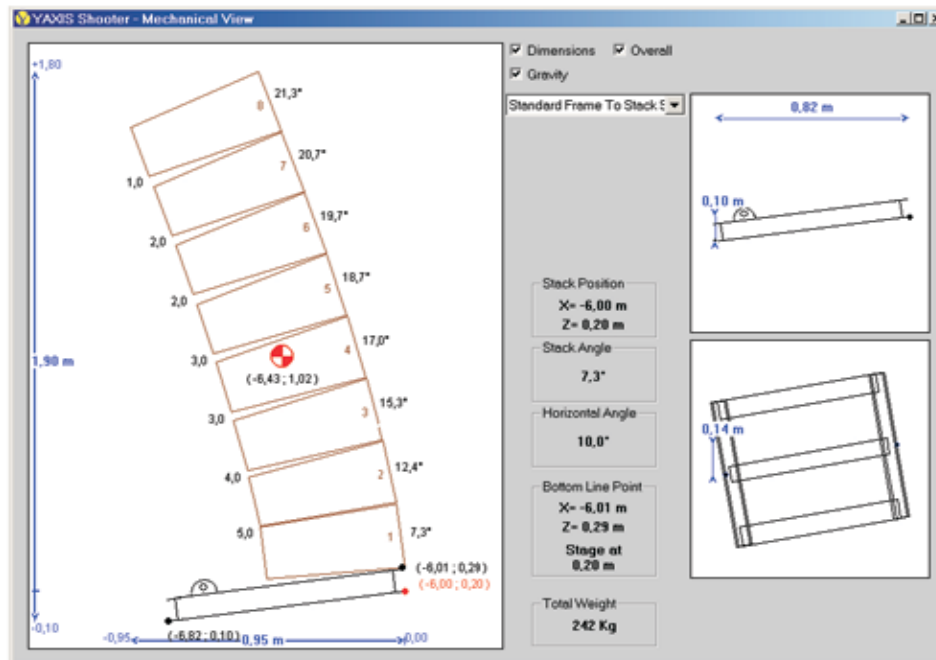 YAXIS Shooter - Mechanical View
Dimensions
Overall
Gravity
Standard Frame To Stack S
+1,80
1,90 m
-0,10
-0,95
0,95 m
0,00
8
21,3°
1,0
7
20,7°
2,0
6
19,7°
2,0
5
18,7°
3,0
4
17,0°
(-6,43 ; 1,02)
3,0
3
15,3°
4,0
2
12,4°
5,0
1
7,3°
(-6,01 ; 0,29)
(-6,00 ; 0,20)
(-6,82 ; 0,10)
Stack Position
X= -6,00 m
Z= 0,20 m
Stack Angle
7,3°
Horizontal Angle
10,0°
Bottom Line Point
X= -6,01 m
Z= 0,29 m
Stage at
0,20 m
Total Weight
242 Kg
0,82 m
0,10 m
0,14 m